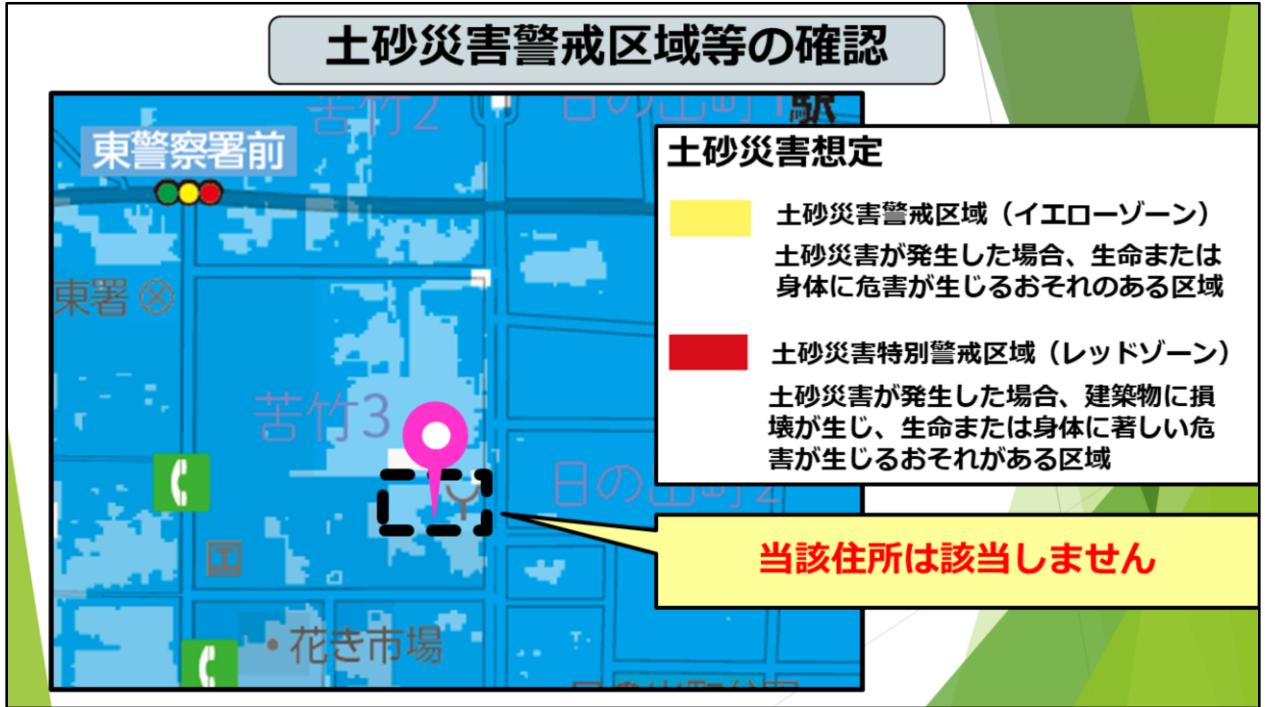 土砂災害警戒区域等の確認
苦竹2
日の出町1
駅
東警察署前
東署
苦竹3
日の出町2
花き市場
日の出町公園
土砂災害想定
土砂災害警戒区域（イエローゾーン）
土砂災害が発生した場合、生命または
身体に危害が生じるおそれのある区域
土砂災害特別警戒区域（レッドゾーン）
土砂災害が発生した場合、建築物に損
壊が生じ、生命または身体に著しい危
害が生じるおそれがある区域
当該住所は該当しません